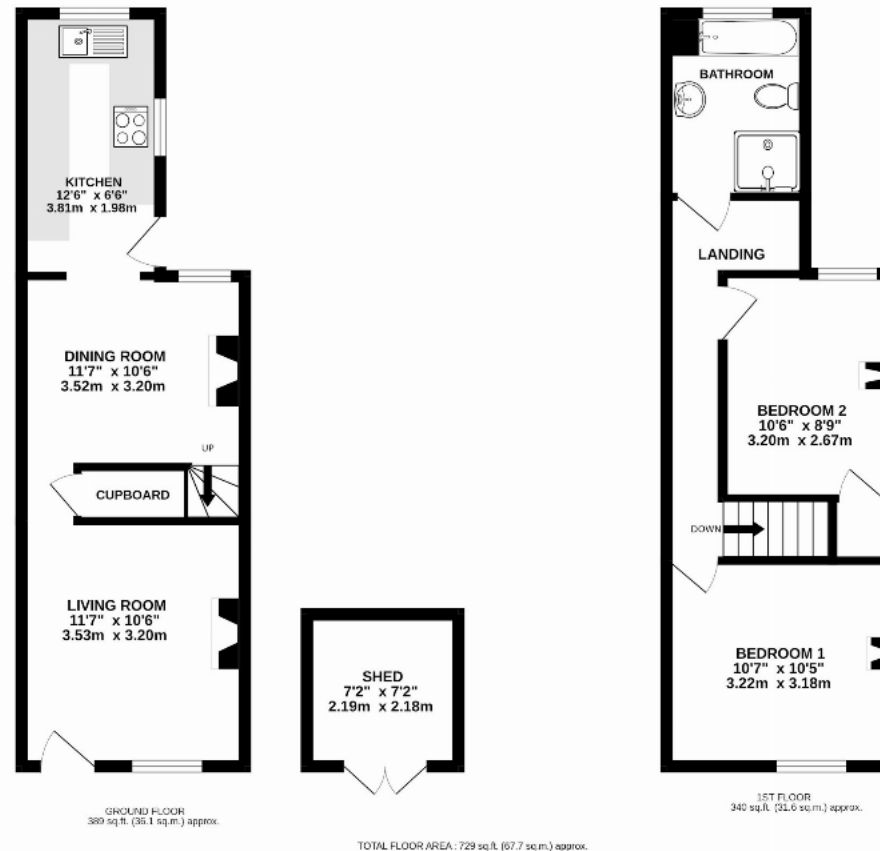 KITCHEN
12'6" x 6'6"
3.81m x 1.98m
DINING ROOM
11'7" x 10'6"
3.52m x 3.20m
UP
CUPBOARD
LIVING ROOM
11'7" x 10'6"
3.53m x 3.20m
GROUND FLOOR
389 sq.ft. (36.1 sq.m.) approx.
SHED
7'2" x 7'2"
2.19m x 2.18m
BATHROOM
LANDING
BEDROOM 2
10'6" x 8'9"
3.20m x 2.67m
DOWN
BEDROOM 1
10'7" x 10'5"
3.22m x 3.18m
1ST FLOOR
340 sq.ft. (31.6 sq.m.) approx.
TOTAL FLOOR AREA : 729 sq.ft. (67.7 sq.m.) approx.